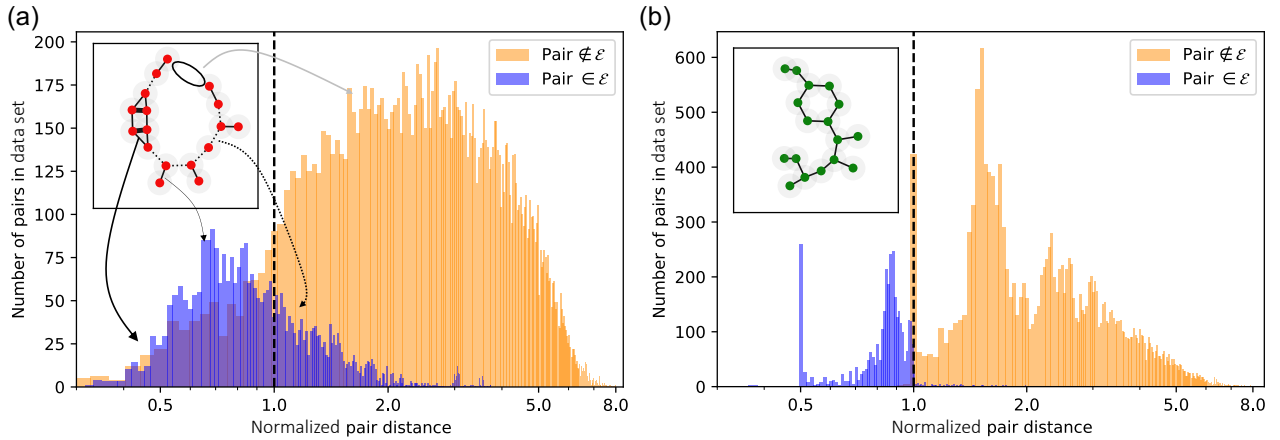 (a)
Number of pairs in data set
200
175
150
125
100
75
50
25
0
Pair ∉ ℰ
Pair ∈ ℰ
0.5
1.0
2.0
5.0
8.0
Normalized pair distance
(b)
Number of pairs in data set
600
500
400
300
200
100
0
Pair ∉ ℰ
Pair ∈ ℰ
0.5
1.0
2.0
5.0
8.0
Normalized pair distance